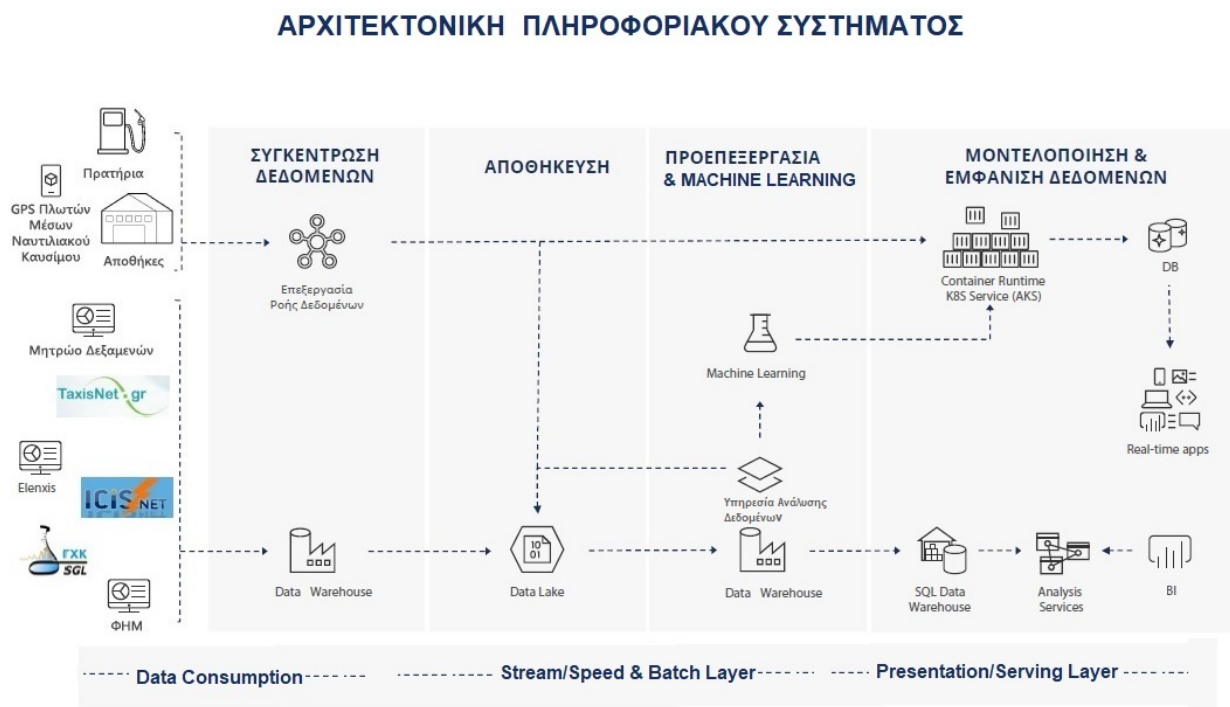 ΑΡΧΙΤΕΚΤΟΝΙΚΗ ΠΛΗΡΟΦΟΡΙΑΚΟΥ ΣΥΣΤΗΜΑΤΟΣ
Πρατήρια
GPS Πλωτών
Μέσων
Ναυτιλιακού
Καυσίμου
Αποθήκες
Μητρώο Δεξαμενών
TaxisNet.gr
Elenxis
ICISNET
ΓΧΚ
SGL
ΦΗΜ
ΣΥΓΚΕΝΤΡΩΣΗ
ΔΕΔΟΜΕΝΩΝ
Επεξεργασία
Ροής Δεδομένων
Data Warehouse
ΑΠΟΘΗΚΕΥΣΗ
10
01
Data Lake
ΠΡΟΕΠΕΞΕΡΓΑΣΙΑ
& MACHINE LEARNING
Machine Learning
Υπηρεσία Ανάλυσης
Δεδομένων
Data Warehouse
ΜΟΝΤΕΛΟΠΟΙΗΣΗ &
ΕΜΦΑΝΙΣΗ ΔΕΔΟΜΕΝΩΝ
Container Runtime
K8S Service (AKS)
DB
Real-time apps
SQL Data
Warehouse
Analysis
Services
BI
Data Consumption
Stream/Speed & Batch Layer
Presentation/Serving Layer